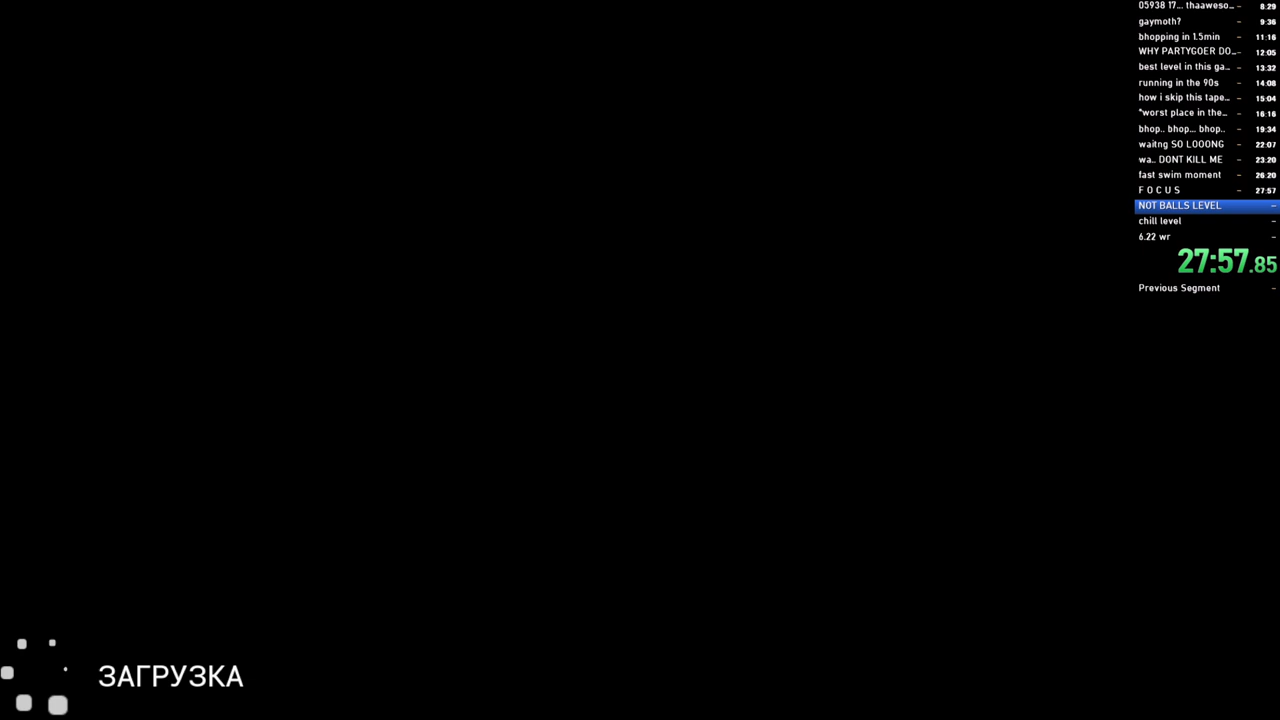 05938 17... thaaweso... – 8:29
gaymoth? – 9:36
bhopping in 1.5min – 11:16
WHY PARTYGOER DO... – 12:05
best level in this ga... – 13:32
running in the 90s – 14:08
how i skip this tape... – 15:04
"worst place in the... – 16:16
bhop.. bhop... bhop.. – 19:34
waitng SO LOOONG – 22:07
wa.. DONT KILL ME – 23:20
fast swim moment – 26:20
F O C U S – 27:57
NOT BALLS LEVEL –
chill level –
6.22 wr –
27:57.85
Previous Segment –
ЗАГРУЗКА